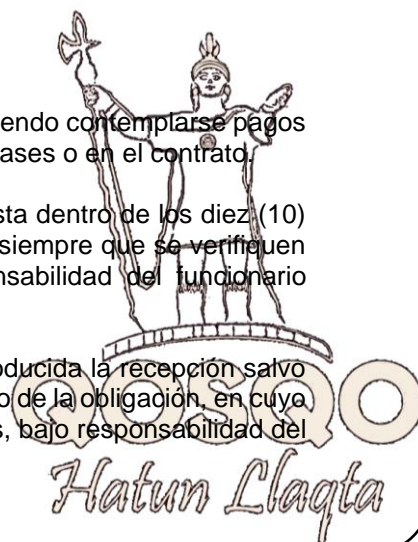 endo contemplarse pagos
ases o en el contrato.
sta dentro de los diez (10)
siempre que se verifiquen
nsabilidad del funcionario
oducida la recepción salvo
o de la obligación, en cuyo
s, bajo responsabilidad del
QOSQO
Hatun Llaqta